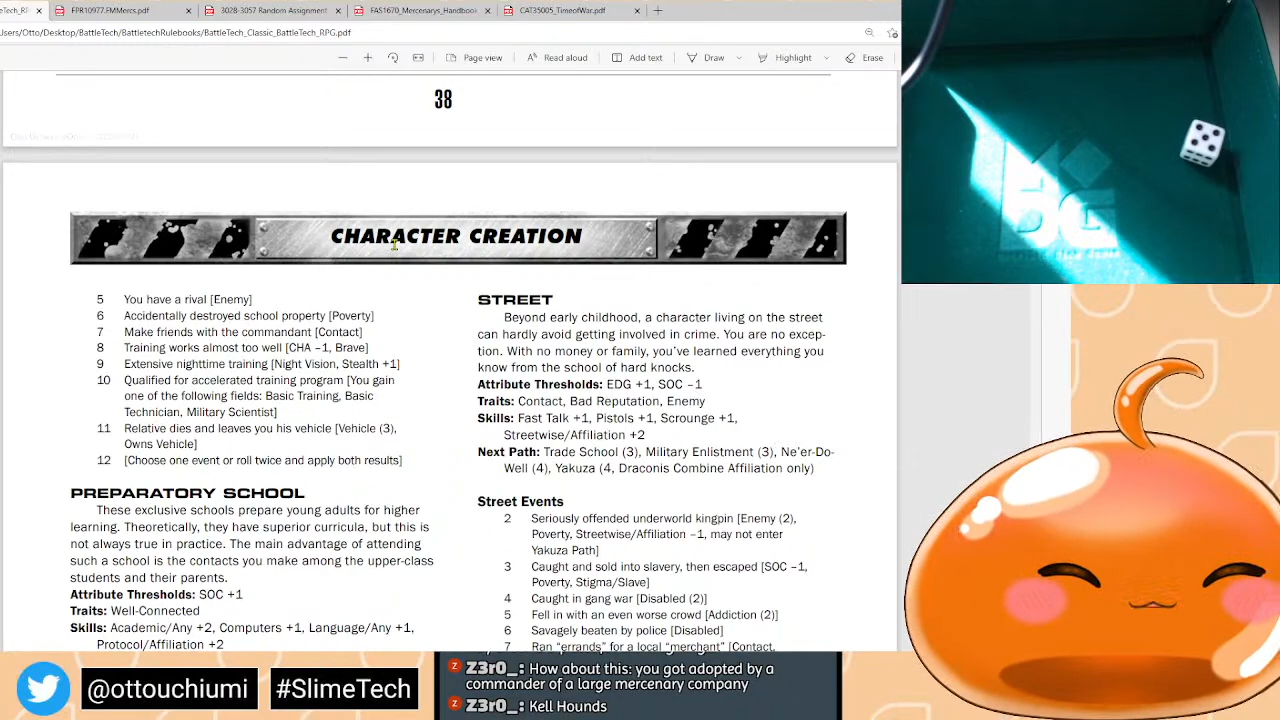 FPR10977.FMMercs.pdf
3028-3057 Random Assignment
FAS1670_Mercenarys_Handbook
CAT35005_TimeofWar.pdf
sers/Otto/Desktop/BattleTech/BattletechRulebooks/BattleTech_Classic_BattleTech_RPG.pdf
Page view
Read aloud
Add text
Draw
Highlight
Erase
38
CHARACTER CREATION
5 You have a rival [Enemy]
6 Accidentally destroyed school property [Poverty]
7 Make friends with the commandant [Contact]
8 Training works almost too well [CHA –1, Brave]
9 Extensive nighttime training [Night Vision, Stealth +1]
10 Qualified for accelerated training program [You gain
one of the following fields: Basic Training, Basic
Technician, Military Scientist]
11 Relative dies and leaves you his vehicle [Vehicle (3),
Owns Vehicle]
12 [Choose one event or roll twice and apply both results]
PREPARATORY SCHOOL
These exclusive schools prepare young adults for higher
learning. Theoretically, they have superior curricula, but this is
not always true in practice. The main advantage of attending
such a school is the contacts you make among the upper-class
students and their parents.
Attribute Thresholds: SOC +1
Traits: Well-Connected
Skills: Academic/Any +2, Computers +1, Language/Any +1,
Protocol/Affiliation +2
STREET
Beyond early childhood, a character living on the street
can hardly avoid getting involved in crime. You are no excep-
tion. With no money or family, you've learned everything you
know from the school of hard knocks.
Attribute Thresholds: EDG +1, SOC –1
Traits: Contact, Bad Reputation, Enemy
Skills: Fast Talk +1, Pistols +1, Scrounge +1,
Streetwise/Affiliation +2
Next Path: Trade School (3), Military Enlistment (3), Ne'er-Do-
Well (4), Yakuza (4, Draconis Combine Affiliation only)
Street Events
2 Seriously offended underworld kingpin [Enemy (2),
Poverty, Streetwise/Affiliation –1, may not enter
Yakuza Path]
3 Caught and sold into slavery, then escaped [SOC –1,
Poverty, Stigma/Slave]
4 Caught in gang war [Disabled (2)]
5 Fell in with an even worse crowd [Addiction (2)]
6 Savagely beaten by police [Disabled]
7 Ran "errands" for a local "merchant" [Contact,
@ottouchiumi
#SlimeTech
Z3r0_: How about this: you got adopted by a
commander of a large mercenary company
Z3r0_: Kell Hounds